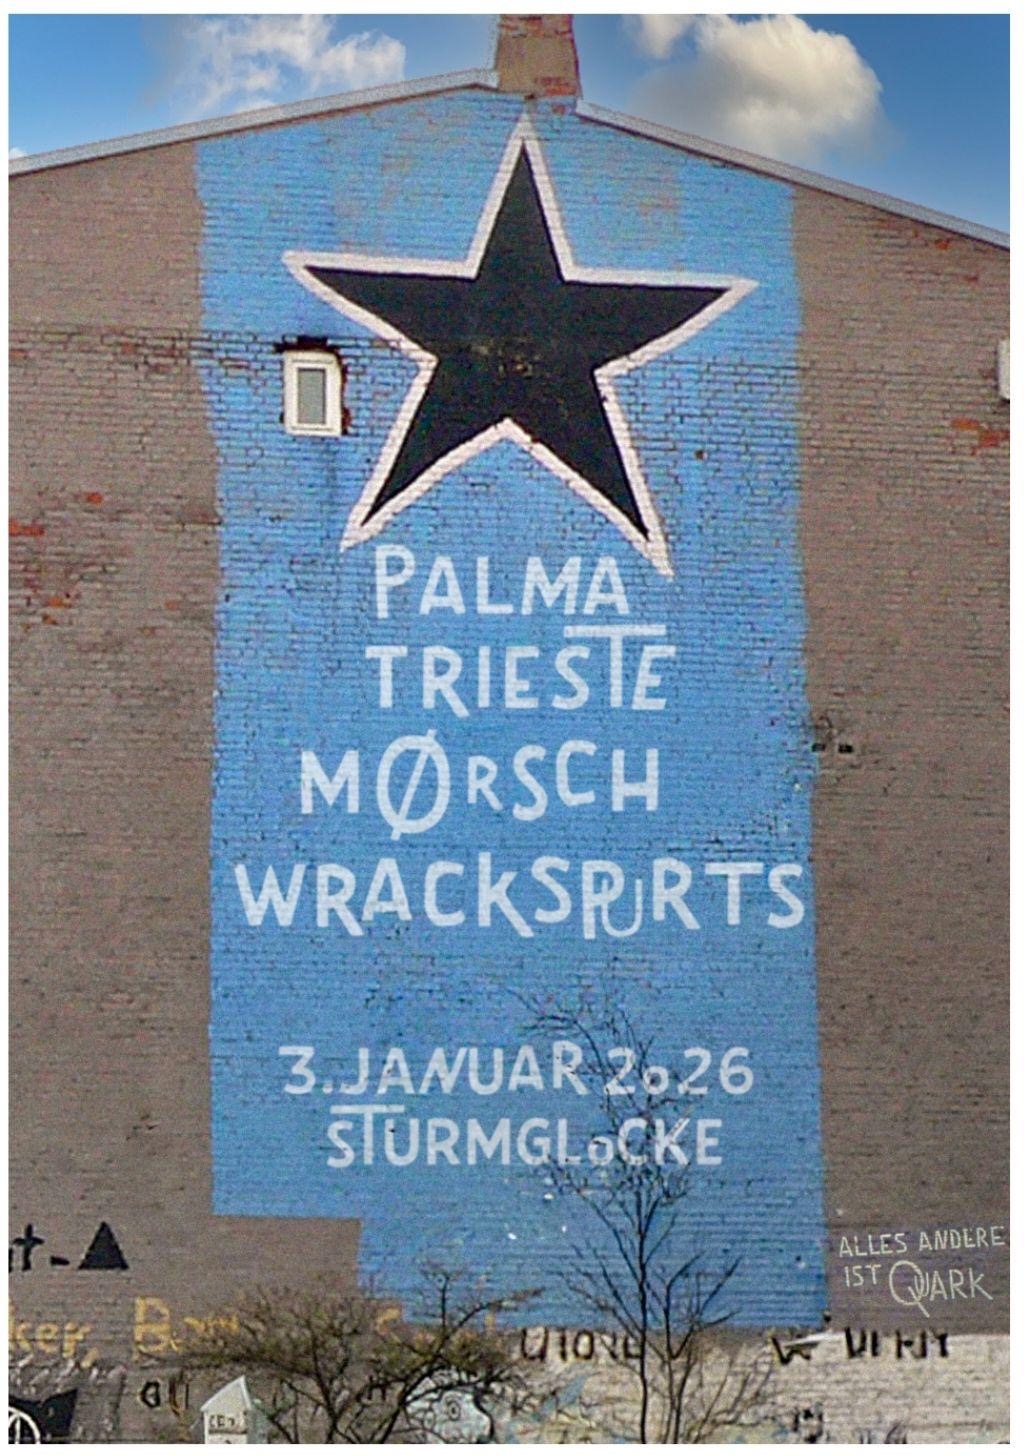 PALMA
TRIESTE
MØRSCH
WRACKSPURTS
3. JANUAR 2026
STURMGLOCKE
ALLES ANDERE
IST QUARK